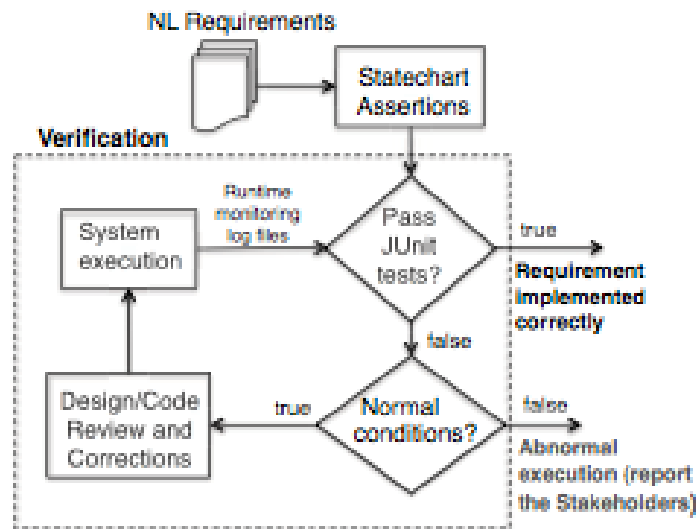 NL Requirements
Statechart
Assertions
Verification
Runtime
monitoring
log files
System
execution
Pass
JUnit
tests?
true
Requirement
implemented
correctly
false
Design/Code
Review and
Corrections
true
Normal
conditions?
false
Abnormal
execution (report
the Stakeholders)